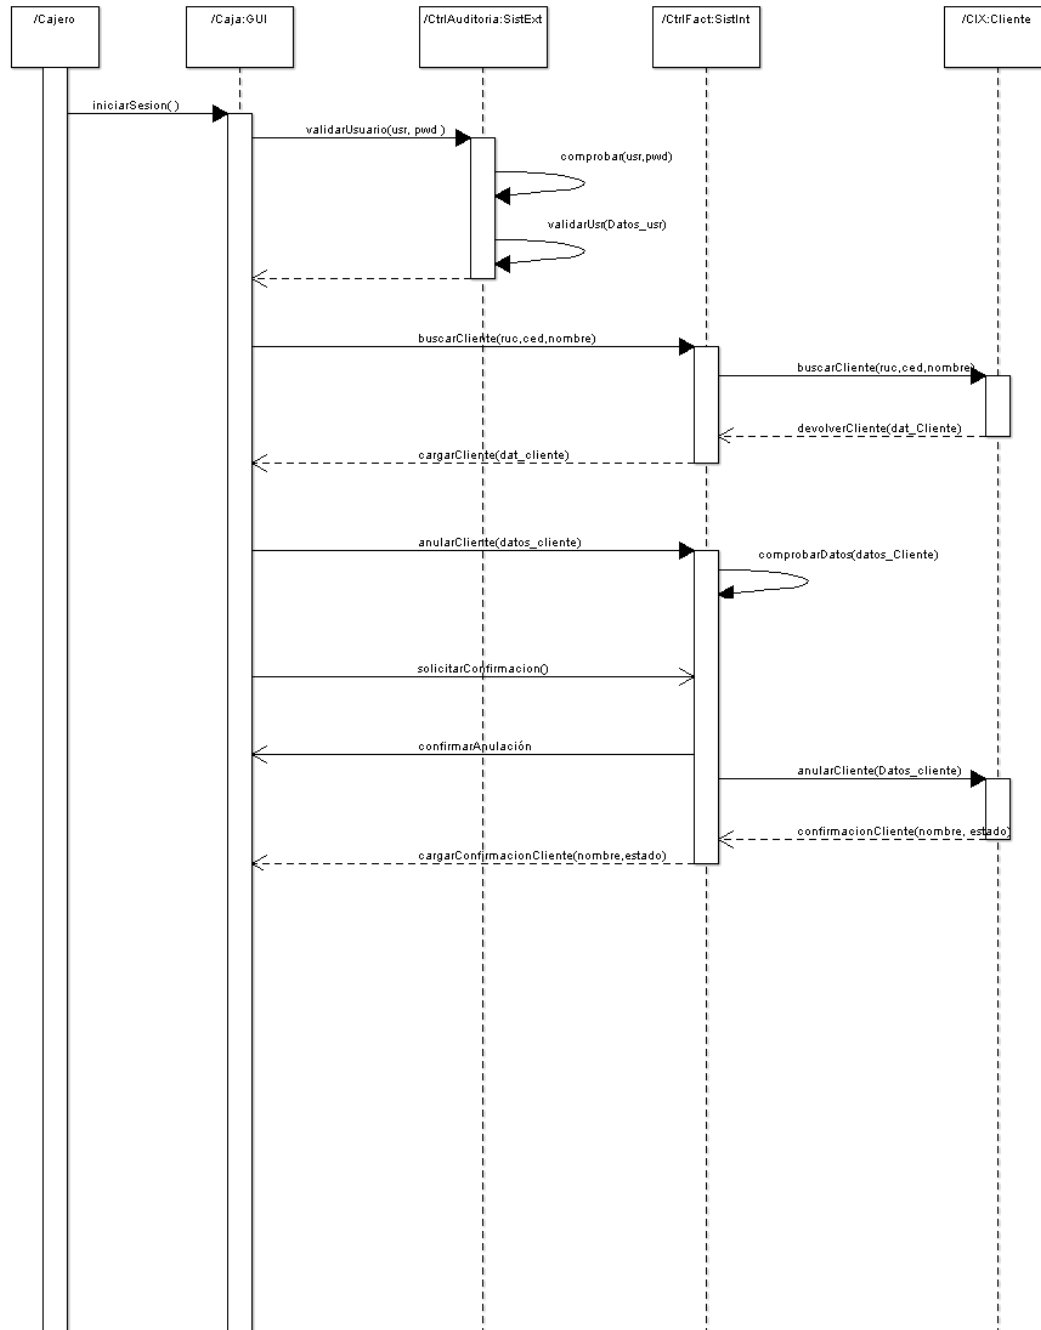 /Cajero
/Caja:GUI
/CtrlAuditoria:SistExt
/CtrlFact:SistInt
/ClX:Cliente
iniciarSesion( )
validarUsuario(usr, pwd )
comprobar(usr,pwd)
validarUsr(Datos_usr)
buscarCliente(ruc,ced,nombre)
buscarCliente(ruc,ced,nombre)
devolverCliente(dat_Cliente)
cargarCliente(dat_cliente)
anularCliente(datos_cliente)
comprobarDatos(datos_Cliente)
solicitarConfirmacion()
confirmarAnulación
anularCliente(Datos_cliente)
confirmacionCliente(nombre, estado)
cargarConfirmacionCliente(nombre,estado)